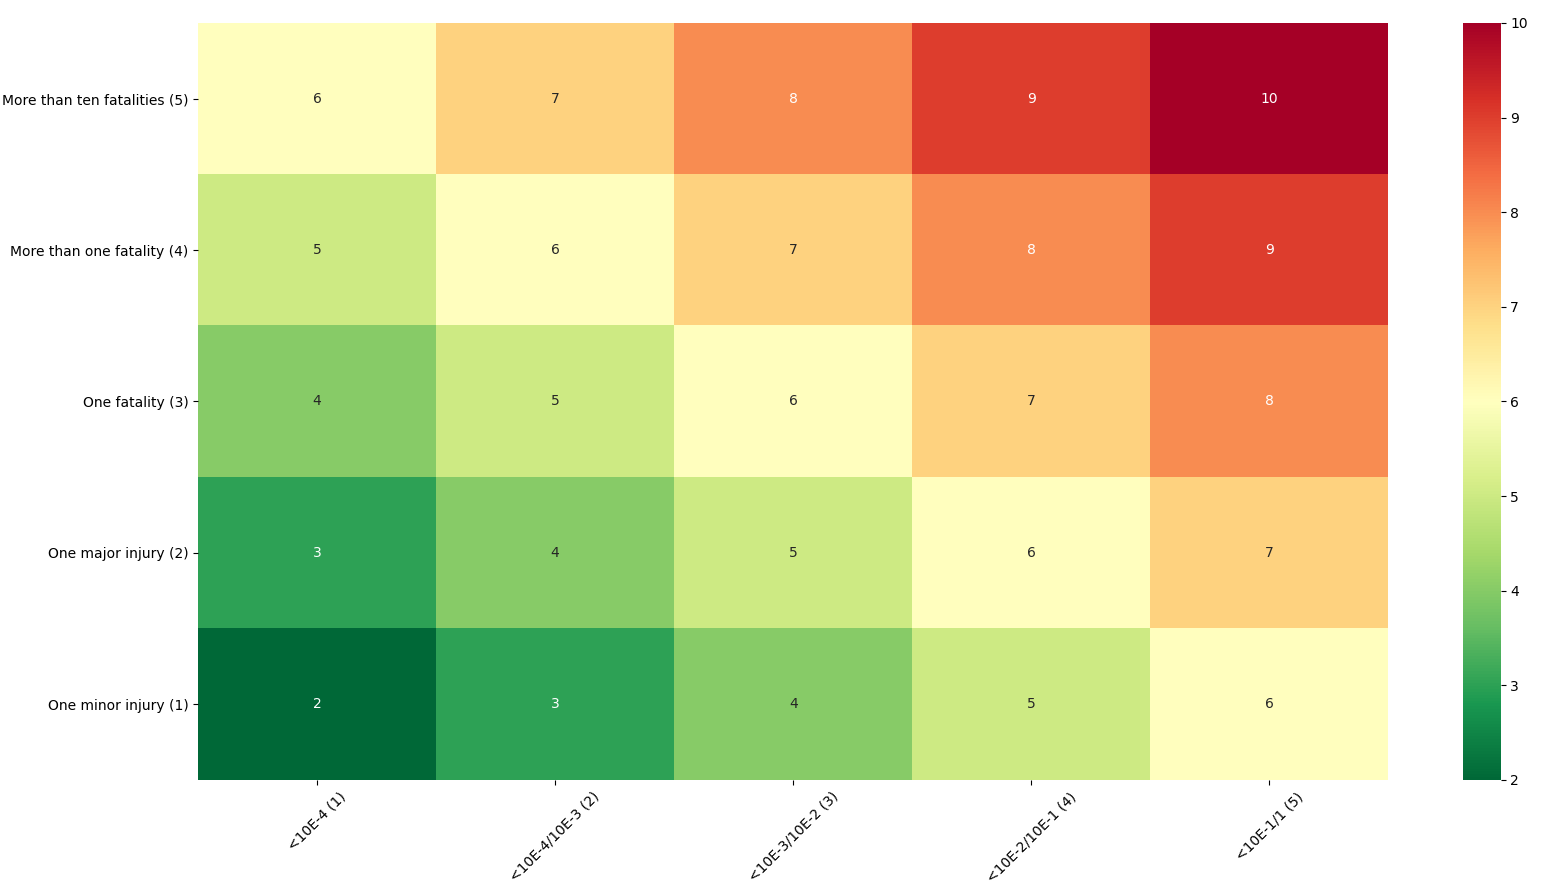 More than ten fatalities (5) 6 7 8 9 10
More than one fatality (4) 5 6 7 8 9
One fatality (3) 4 5 6 7 8
One major injury (2) 3 4 5 6 7
One minor injury (1) 2 3 4 5 6
<10E-4 (1) <10E-4/10E-3 (2) <10E-3/10E-2 (3) <10E-2/10E-1 (4) <10E-1/1 (5)
10
9
8
7
6
5
4
3
2